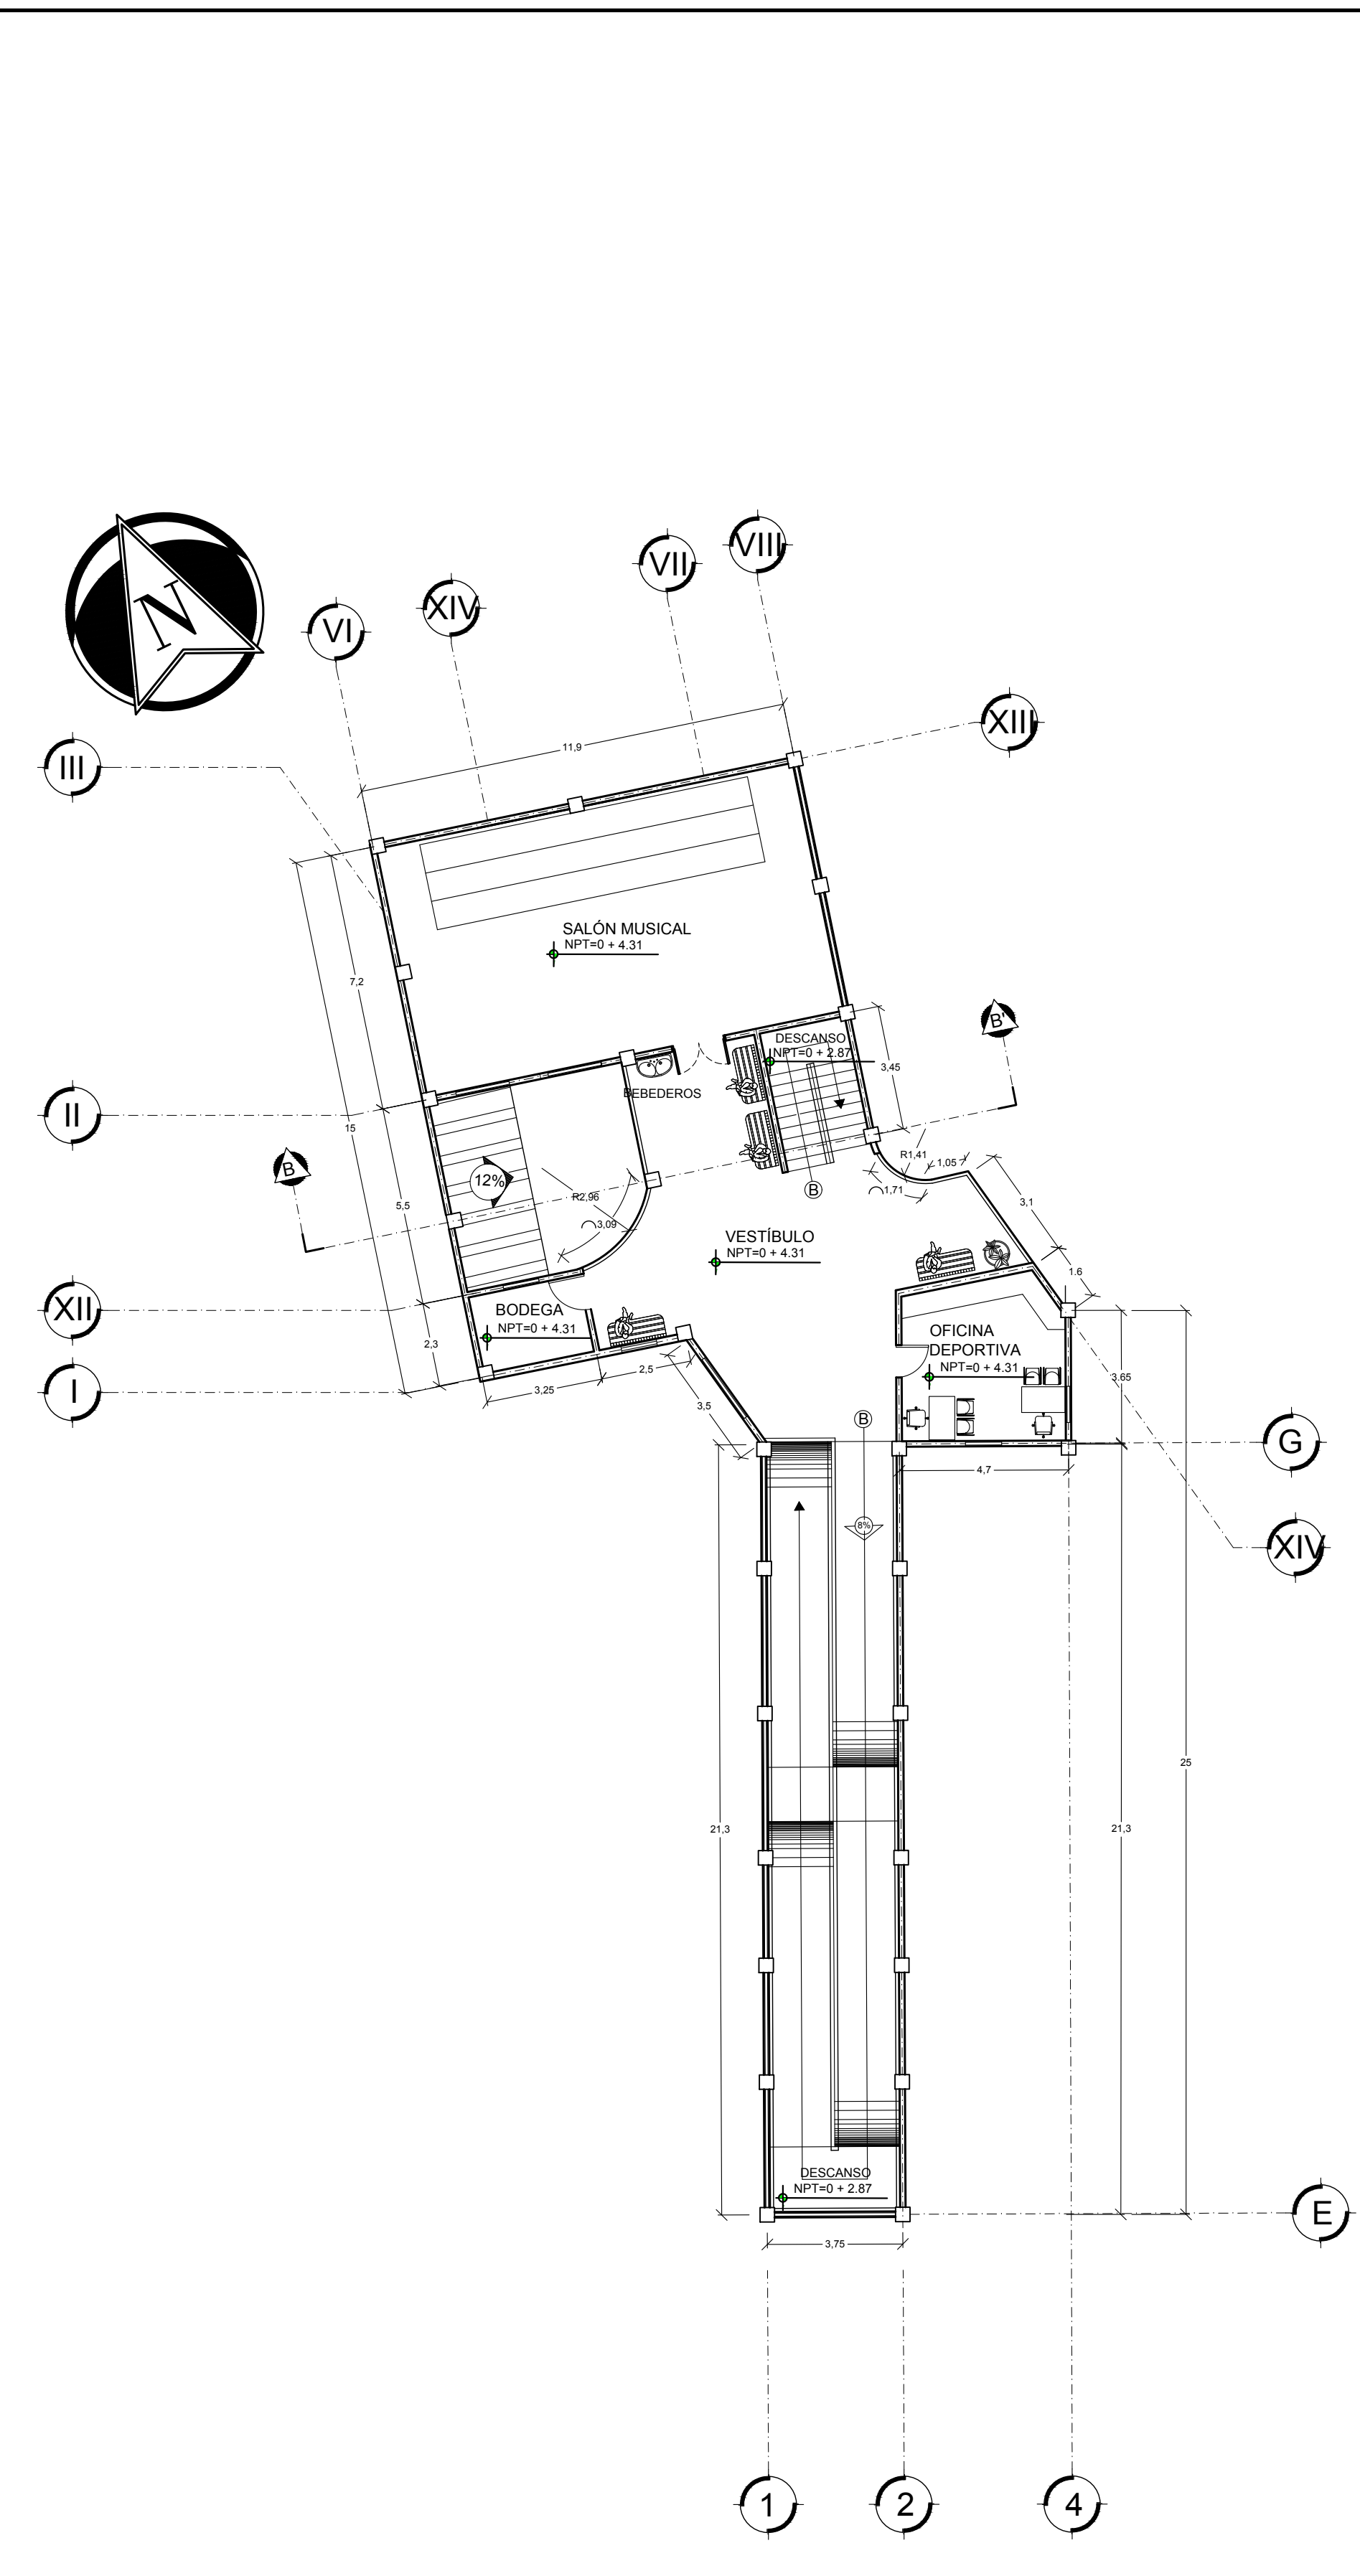 N
VI
XIV
VII
VIII
XIII
III
11,9
SALÓN MUSICAL
NPT=0 + 4.31
7,2
DESCANSO
NPT=0 + 2.87
B'
3,45
BEBEDEROS
II
15
R1,41
1,05
B
12%
R2,96
1,71
B
3,1
5,5
3,09
VESTÍBULO
NPT=0 + 4.31
1.6
XII
BODEGA
NPT=0 + 4.31
OFICINA
DEPORTIVA
NPT=0 + 4.31
2,3
2,5
3.65
I
3,25
3,5
B
G
4,7
8%
XIV
25
21,3
21,3
DESCANSO
NPT=0 + 2.87
E
3,75
1
2
4